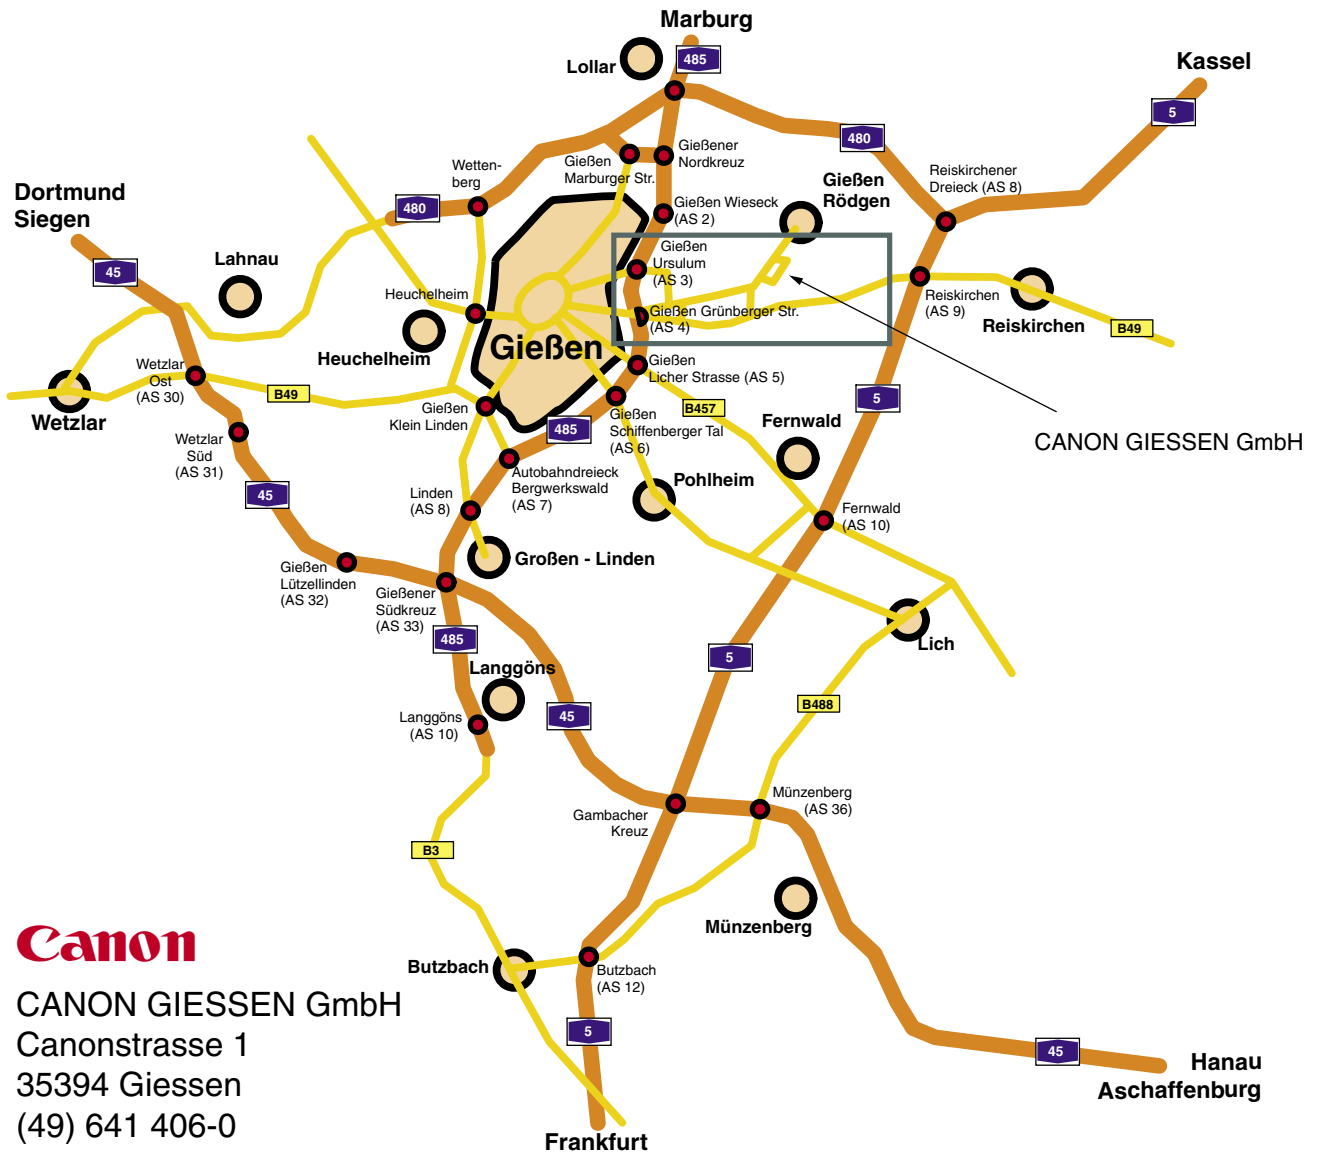 Marburg
485
Lollar
Kassel
5
480
Gießener
Nordkreuz
Gießen
Marburger Str.
Wetten-
berg
Reiskirchener
Dreieck (AS 8)
Gießen
Rödgen
Dortmund
Siegen
480
Gießen Wieseck
(AS 2)
45
Lahnau
Gießen
Ursulum
(AS 3)
Heuchelheim
Gießen Grünberger Str.
(AS 4)
Reiskirchen
(AS 9)
Reiskirchen
B49
Heuchelheim
Gießen
Wetzlar
Ost
(AS 30)
Gießen
Licher Strasse (AS 5)
B49
5
Wetzlar
Gießen
Klein Linden
B457
485
Gießen
Schiffenberger Tal
(AS 6)
Fernwald
CANON GIESSEN GmbH
Wetzlar
Süd
(AS 31)
Autobahndreieck
Bergwerkswald
(AS 7)
Pohlheim
45
Linden
(AS 8)
Fernwald
(AS 10)
Großen - Linden
Gießen
Lützellinden
(AS 32)
Gießener
Südkreuz
(AS 33)
485
Lich
5
Langgöns
B488
45
Langgöns
(AS 10)
Münzenberg
(AS 36)
Gambacher
Kreuz
B3
Münzenberg
Canon
Butzbach
Butzbach
(AS 12)
CANON GIESSEN GmbH
Canonstrasse 1
35394 Giessen
(49) 641 406-0
5
45
Hanau
Aschaffenburg
Frankfurt